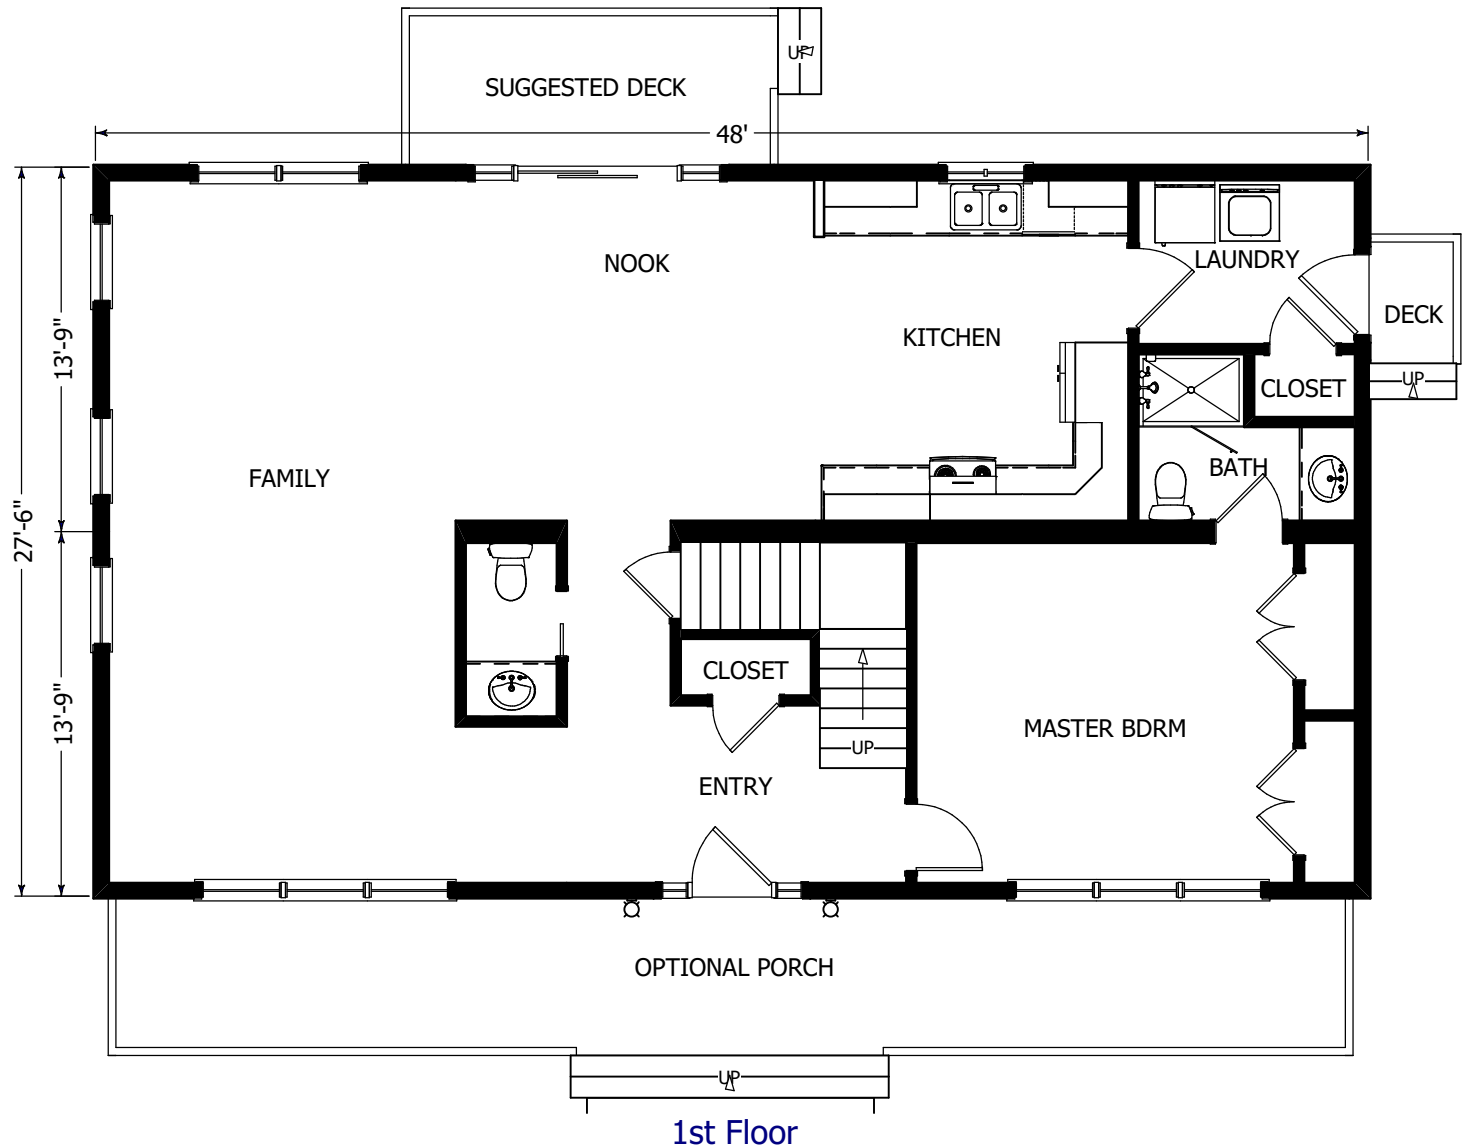 UP
SUGGESTED DECK
48'
NOOK
LAUNDRY
DECK
KITCHEN
13'-9"
UP
CLOSET
BATH
FAMILY
27'-6"
CLOSET
13'-9"
MASTER BDRM
UP
ENTRY
OPTIONAL PORCH
UP
1st Floor